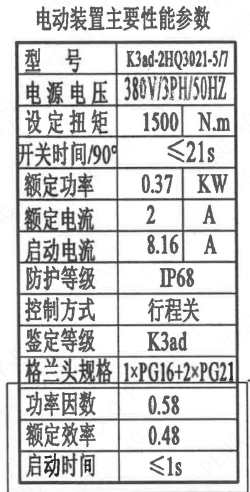 电动装置主要性能参数
型 号 K3ad-2HQ3021-5/7
电源电压 380V/3PH/50HZ
设定扭矩 1500 N.m
开关时间/90° ≤21s
额定功率 0.37 KW
额定电流 2 A
启动电流 8.16 A
防护等级 IP68
控制方式 行程关
鉴定等级 K3ad
格兰头规格 1×PG16+2×PG21
功率因数 0.58
额定效率 0.48
启动时间 ≤1s